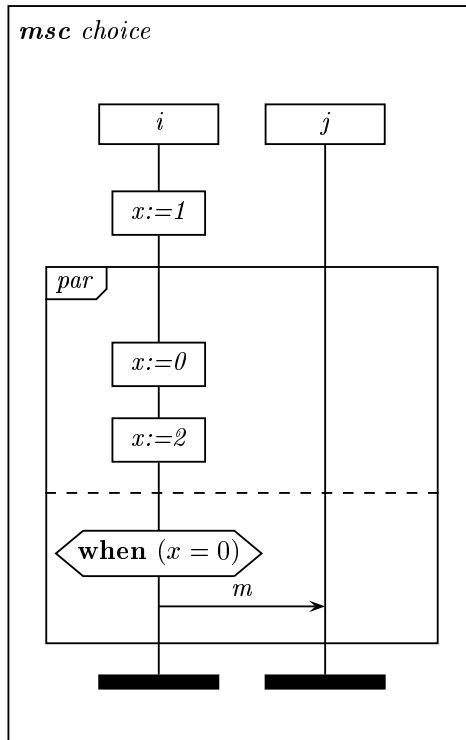 msc choice
i
j
x:=1
par
x:=0
x:=2
when (x = 0)
m